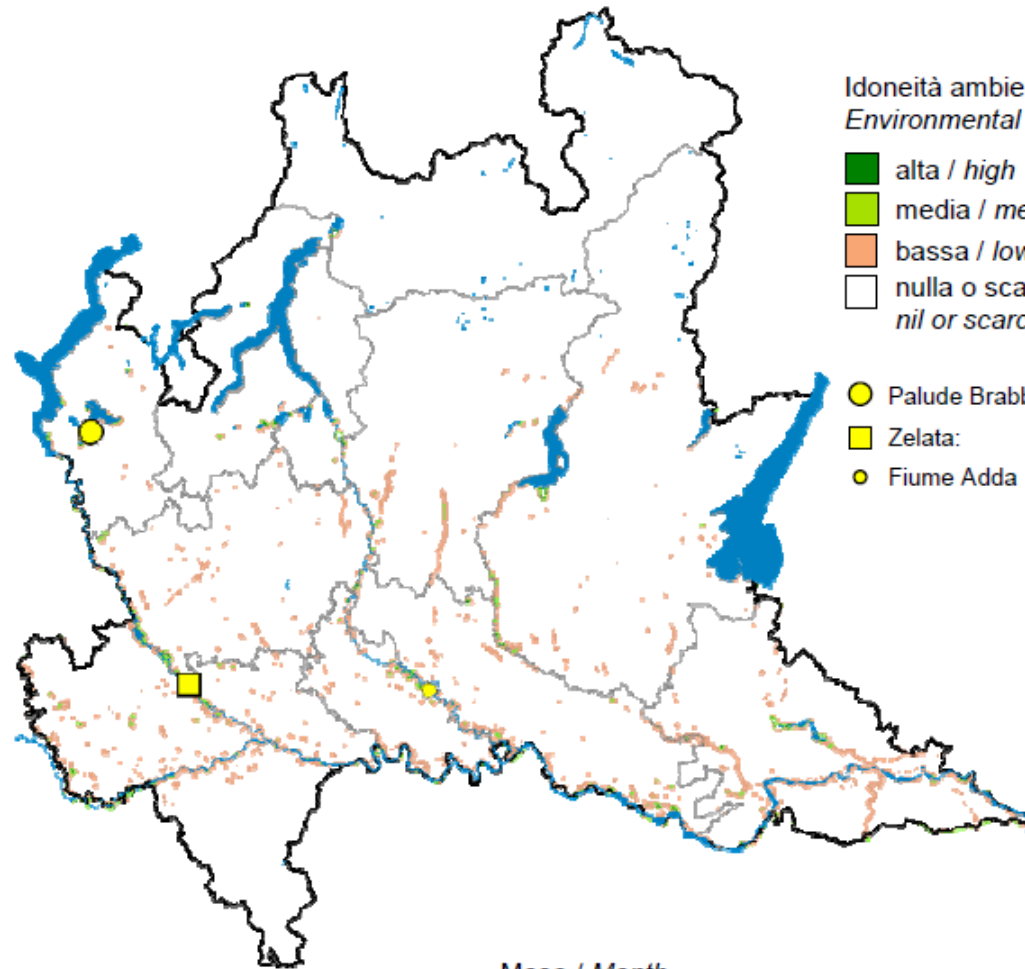 Idoneità ambie
Environmental
alta / high
media / me
bassa / low
nulla o sca
nil or scarc
Palude Brabb
Zelata:
Fiume Adda
Mese / Month